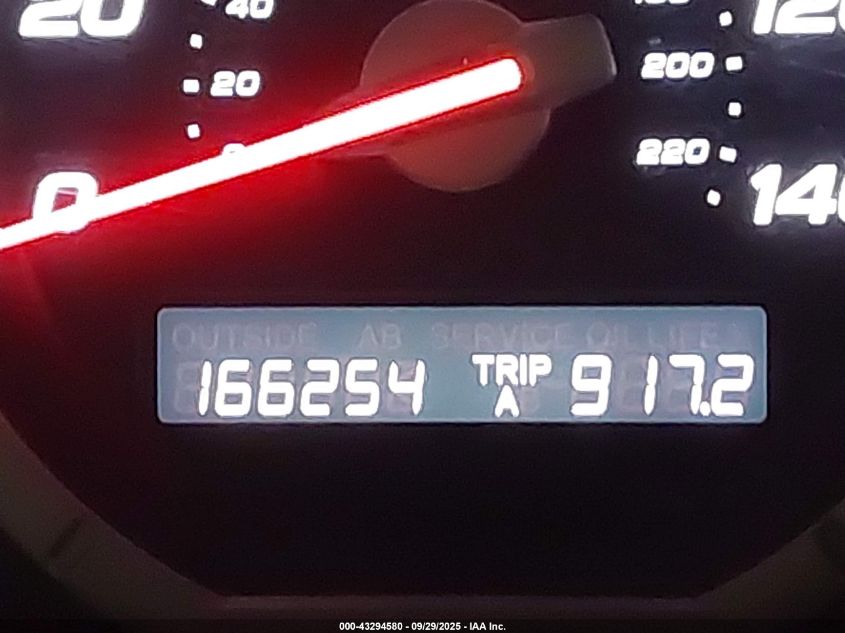 20 40 120
20 200
0 220
0 140
OUTSIDE AB SERVICE OIL LIFE
166254 TRIP A 917.2
000-43294580 - 09/29/2025 - IAA Inc.